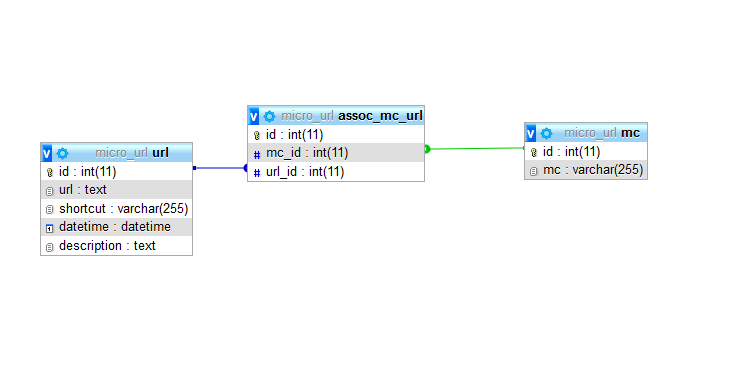 micro_url url
id : int(11)
url : text
shortcut : varchar(255)
datetime : datetime
description : text
micro_url assoc_mc_url
id : int(11)
mc_id : int(11)
url_id : int(11)
micro_url mc
id : int(11)
mc : varchar(255)